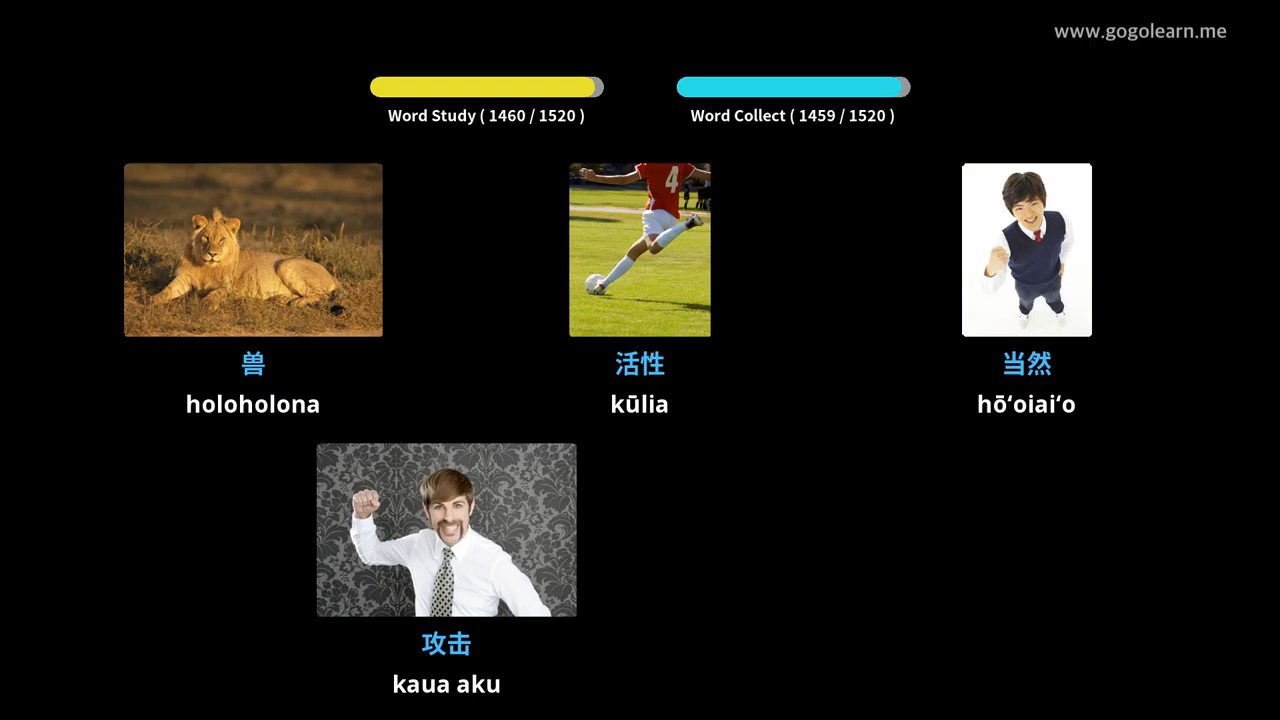 www.gogolearn.me
Word Study ( 1460 / 1520 )
Word Collect ( 1459 / 1520 )
4
兽
holoholona
活性
kūlia
当然
hōʻoiaiʻo
攻击
kaua aku